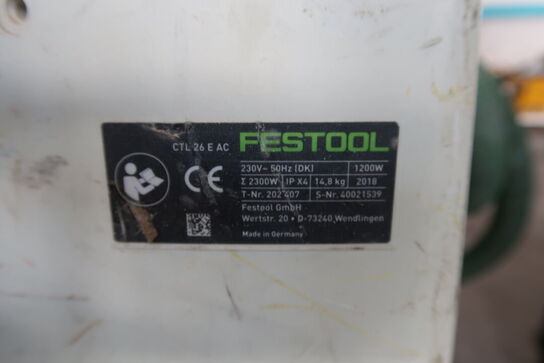 CTL 26 E AC FESTOOL
230V~ 50Hz (DK) 1200W
Σ 2300W IP X4 14,8 kg 2018
T-Nr. 202407 S-Nr. 40021539
Festool GmbH
Wertstr. 20 • D-73240 Wendlingen
Made in Germany
CE